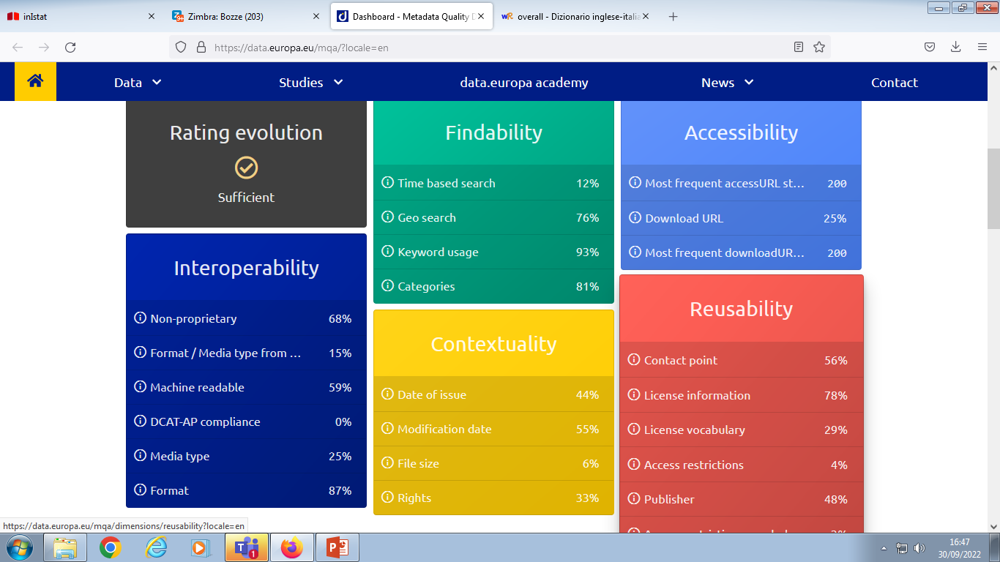 inIstat
Zimbra: Bozze (203)
Dashboard - Metadata Quality
overall - Dizionario inglese-italia
https://data.europa.eu/mqa/?locale=en
Data
Studies
data.europa academy
News
Contact
Rating evolution
Sufficient
Interoperability
Non-proprietary 68%
Format / Media type from ... 15%
Machine readable 59%
DCAT-AP compliance 0%
Media type 25%
Format 87%
Findability
Time based search 12%
Geo search 76%
Keyword usage 93%
Categories 81%
Contextuality
Date of issue 44%
Modification date 55%
File size 6%
Rights 33%
Accessibility
Most frequent accessURL st... 200
Download URL 25%
Most frequent downloadUR... 200
Reusability
Contact point 56%
License information 78%
License vocabulary 29%
Access restrictions 4%
Publisher 48%
https://data.europa.eu/mqa/dimensions/reusability?locale=en
1
16:47
30/09/2022